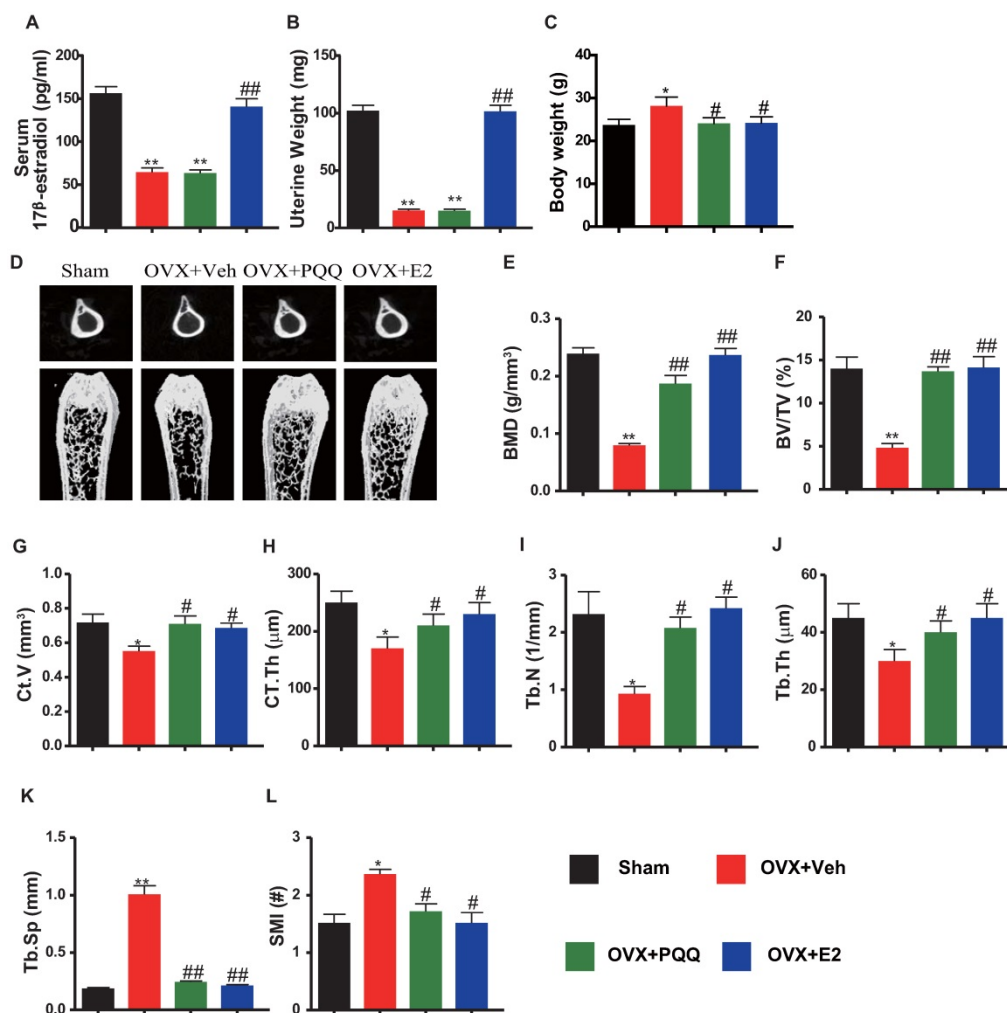 A
Serum
17β-estradiol (pg/ml)
200
150
100
50
0
**
**
##
B
Uterine Weight (mg)
150
100
50
0
**
**
##
C
Body weight (g)
40
30
20
10
0
*
#
#
D
Sham OVX+Veh OVX+PQQ OVX+E2
E
BMD (g/mm³)
0.3
0.2
0.1
0.0
**
##
##
F
BV/TV (%)
20
15
10
5
0
**
##
##
G
Ct.V (mm³)
1.0
0.8
0.6
0.4
0.2
0.0
*
#
#
H
CT.Th (μm)
300
200
100
0
*
#
#
I
Tb.N (1/mm)
3
2
1
0
*
#
#
J
Tb.Th (μm)
60
40
20
0
*
#
#
K
Tb.Sp (mm)
1.5
1.0
0.5
0.0
**
##
##
L
SMI (#)
3
2
1
0
*
#
#
Sham
OVX+Veh
OVX+PQQ
OVX+E2